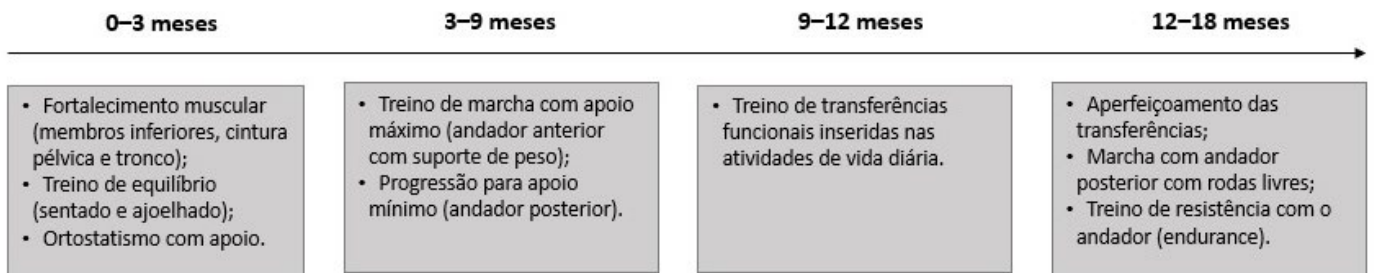 0–3 meses
3–9 meses
9–12 meses
12–18 meses
• Fortalecimento muscular
(membros inferiores, cintura
pélvica e tronco);
• Treino de equilíbrio
(sentado e ajoelhado);
• Ortostatismo com apoio.
• Treino de marcha com apoio
máximo (andador anterior
com suporte de peso);
• Progressão para apoio
mínimo (andador posterior).
• Treino de transferências
funcionais inseridas nas
atividades de vida diária.
• Aperfeiçoamento das
transferências;
• Marcha com andador
posterior com rodas livres;
• Treino de resistência com o
andador (endurance).